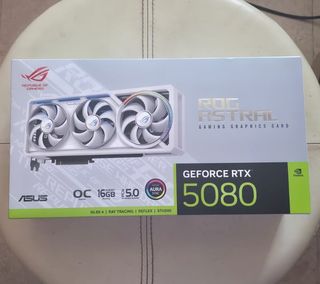 REPUBLIC OF
GAMERS
ROG
ASTRAL
GAMING GRAPHICS CARD
ASUS
OC
16GB
5.0
AURA
GEFORCE RTX
5080
NVIDIA
DLSS 4 | RAY TRACING | REFLEX | STUDIO